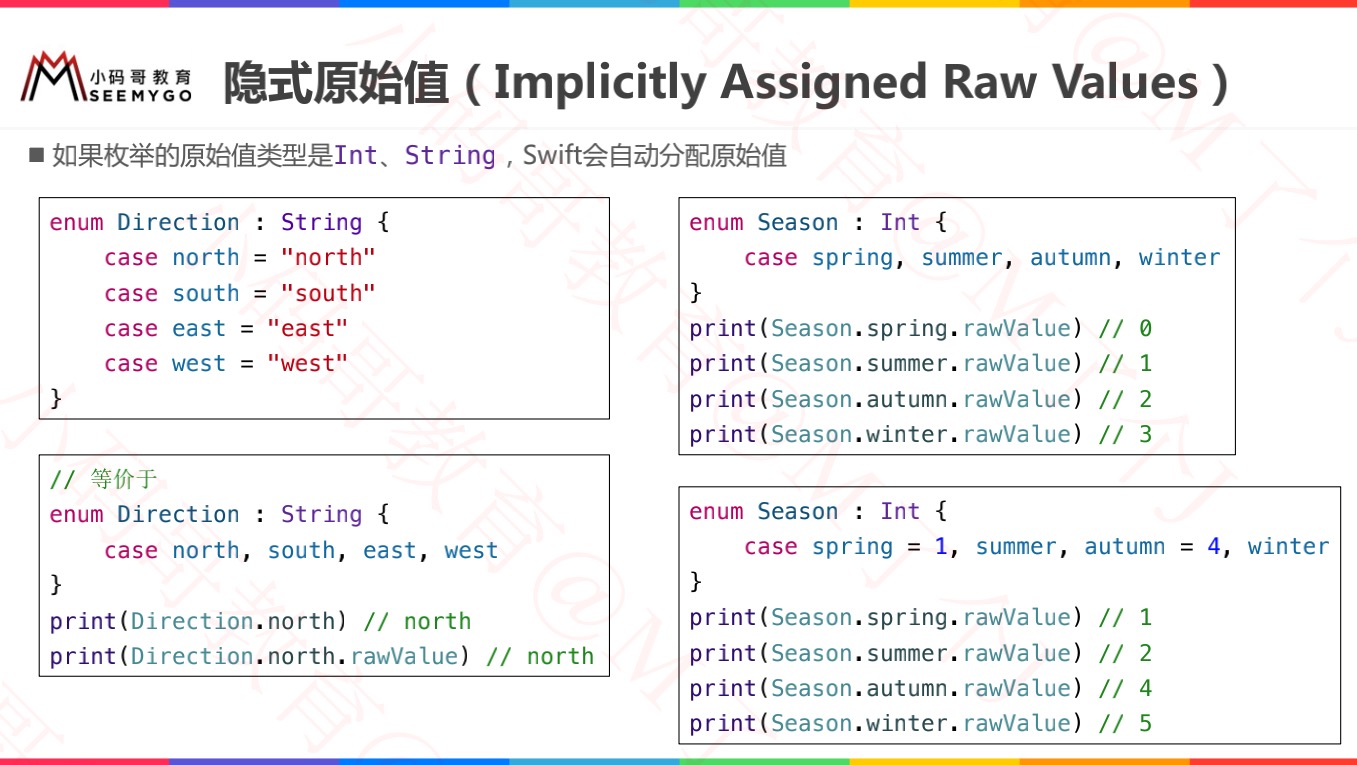 小码哥教育
SEEMYGO
隐式原始值（Implicitly Assigned Raw Values）
■ 如果枚举的原始值类型是Int、String，Swift会自动分配原始值
enum Direction : String {
    case north = "north"
    case south = "south"
    case east = "east"
    case west = "west"
}
// 等价于
enum Direction : String {
    case north, south, east, west
}
print(Direction.north) // north
print(Direction.north.rawValue) // north
enum Season : Int {
    case spring, summer, autumn, winter
}
print(Season.spring.rawValue) // 0
print(Season.summer.rawValue) // 1
print(Season.autumn.rawValue) // 2
print(Season.winter.rawValue) // 3
enum Season : Int {
    case spring = 1, summer, autumn = 4, winter
}
print(Season.spring.rawValue) // 1
print(Season.summer.rawValue) // 2
print(Season.autumn.rawValue) // 4
print(Season.winter.rawValue) // 5